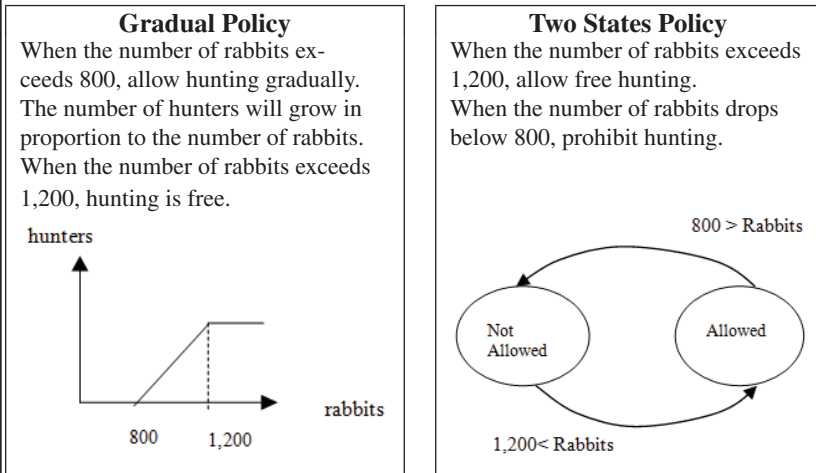 Gradual Policy
When the number of rabbits ex-
ceeds 800, allow hunting gradually.
The number of hunters will grow in
proportion to the number of rabbits.
When the number of rabbits exceeds
1,200, hunting is free.
hunters
rabbits
800
1,200
Two States Policy
When the number of rabbits exceeds
1,200, allow free hunting.
When the number of rabbits drops
below 800, prohibit hunting.
800 > Rabbits
Not
Allowed
Allowed
1,200< Rabbits